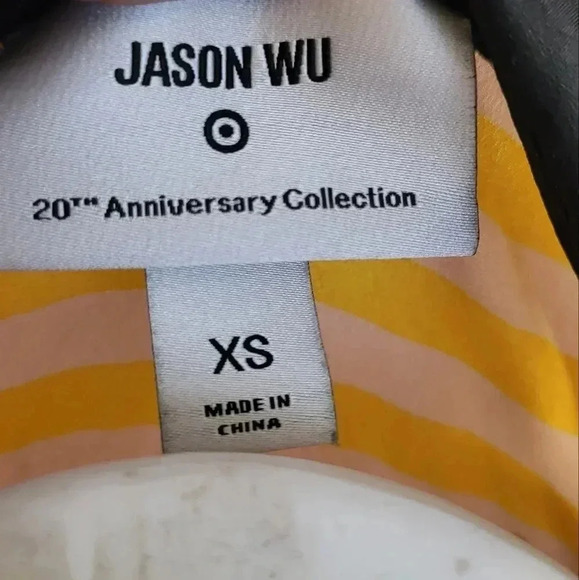 JASON WU
20TH Anniversary Collection
XS
MADE IN
CHINA